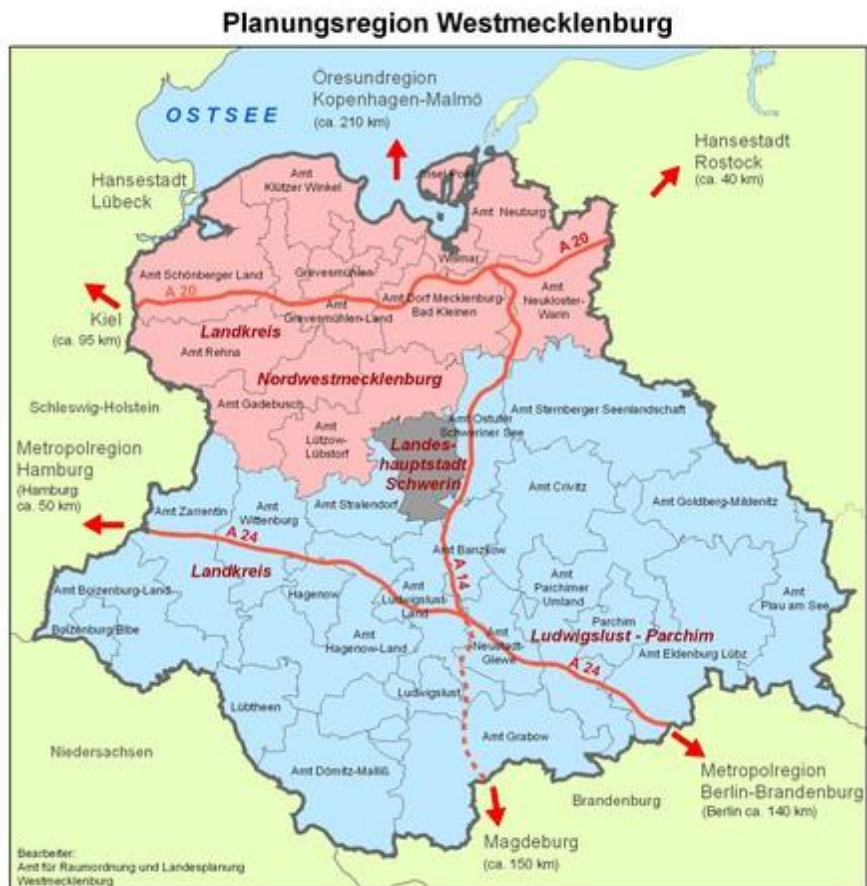 Planungsregion Westmecklenburg
Öresundregion
Kopenhagen-Malmö
(ca. 210 km)
OSTSEE
Hansestadt
Rostock
(ca. 40 km)
Hansestadt
Lübeck
Amt
Klützer Winkel
Insel Poel
Amt Neuburg
A 20
Wismar
Amt Schönberger Land
Grevesmühlen
A 20
Amt
Grevesmühlen-Land
Amt Dorf Mecklenburg-
Bad Kleinen
Amt
Neukloster-
Warin
Kiel
(ca. 95 km)
Landkreis
Nordwestmecklenburg
Amt Rehna
Schleswig-Holstein
Amt Gadebusch
Amt
Lützow-
Lübstorf
Landes-
hauptstadt
Schwerin
Amt Ostufer
Schweriner See
Amt Sternberger Seenlandschaft
Metropolregion
Hamburg
(Hamburg
ca. 50 km)
Amt Zarrentin
Amt
Wittenburg
Amt Stralendorf
Amt Crivitz
Amt Goldberg-Mildenitz
A 24
Landkreis
Amt Banzkow
A 14
Amt Boizenburg-Land
Boizenburg/Elbe
Hagenow
Amt
Ludwigslust-
Land
Amt
Parchimer
Umland
Amt
Plau am See
Parchim
Ludwigslust - Parchim
Amt
Hagenow-Land
Amt
Neustadt-
Glewe
Amt Eldenburg Lübz
A 24
Lübtheen
Ludwigslust
Niedersachsen
Amt Grabow
Amt Dömitz-Malliß
Metropolregion
Berlin-Brandenburg
(Berlin ca. 140 km)
Brandenburg
Magdeburg
(ca. 150 km)
Bearbeiter:
Amt für Raumordnung und Landesplanung
Westmecklenburg